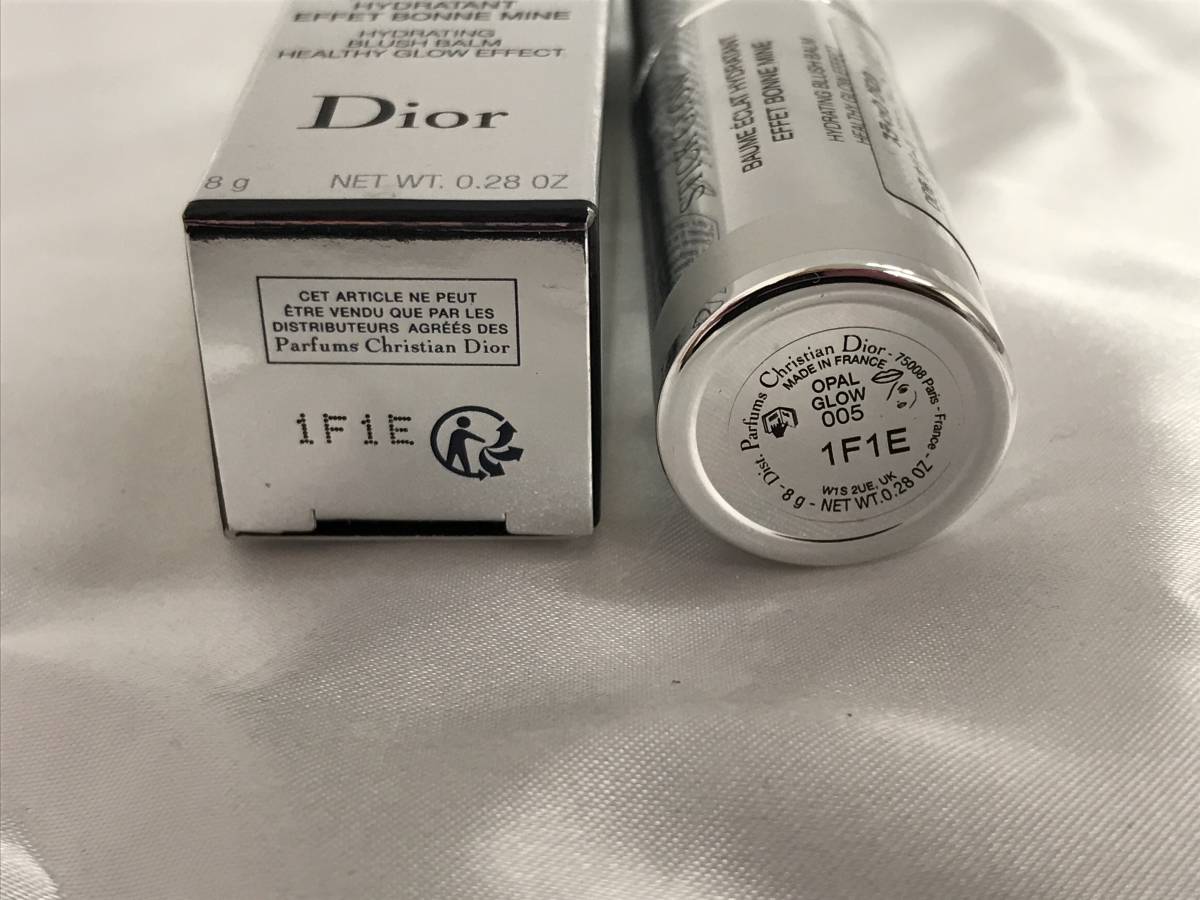 HYDRATANT
EFFET BONNE MINE
HYDRATING
BLUSH BALM
HEALTHY GLOW EFFECT
Dior
8 g NET WT. 0.28 OZ
CET ARTICLE NE PEUT
ÊTRE VENDU QUE PAR LES
DISTRIBUTEURS AGRÉÉS DES
Parfums Christian Dior
1F1E
BAUME ÉCLAT HYDRATANT
EFFET BONNE MINE
HYDRATING BLUSH BALM
HEALTHY GLOW EFFECT
Dist. Parfums Christian Dior - 75008 Paris - France -
MADE IN FRANCE
OPAL
GLOW
005
1F1E
W1S 2UE, UK
8 g - NET WT. 0.28 OZ -